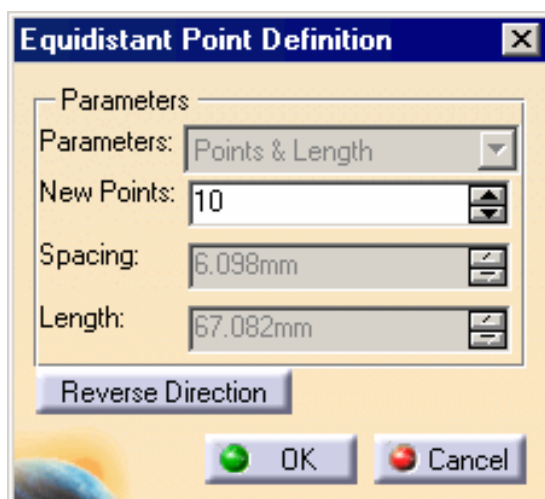 Equidistant Point Definition
Parameters
Parameters: Points & Length
New Points: 10
Spacing: 6.098mm
Length: 67.082mm
Reverse Direction
OK Cancel